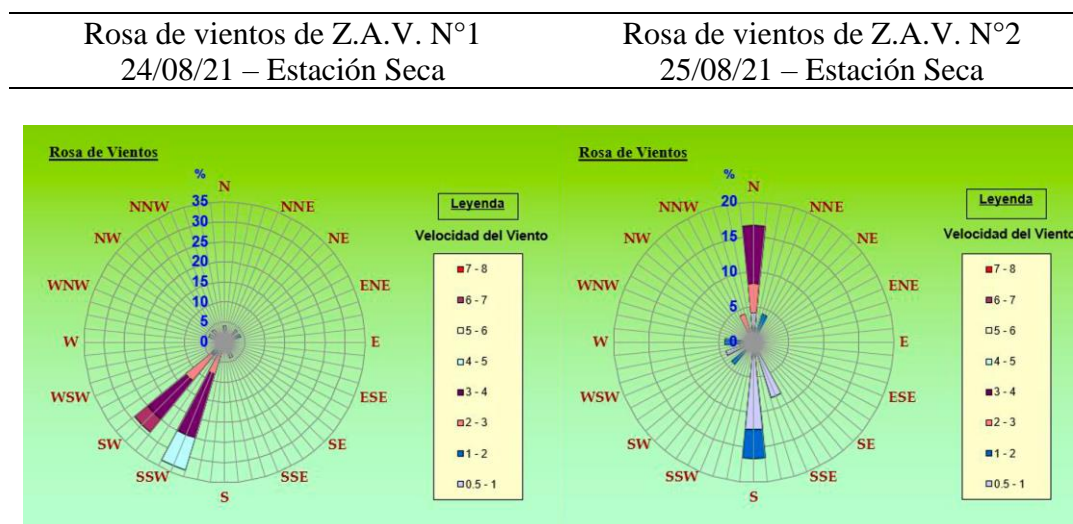 Rosa de vientos de Z.A.V. N°1
24/08/21 – Estación Seca
Rosa de vientos de Z.A.V. N°2
25/08/21 – Estación Seca
Rosa de Vientos
%
35
30
25
20
15
10
5
0
N
NNE
NE
ENE
E
ESE
SE
SSE
S
SSW
SW
WSW
W
WNW
NW
NNW
Leyenda
Velocidad del Viento
7 - 8
6 - 7
5 - 6
4 - 5
3 - 4
2 - 3
1 - 2
0.5 - 1
Rosa de Vientos
%
20
15
10
5
0
N
NNE
NE
ENE
E
ESE
SE
SSE
S
SSW
SW
WSW
W
WNW
NW
NNW
Leyenda
Velocidad del Viento
7 - 8
6 - 7
5 - 6
4 - 5
3 - 4
2 - 3
1 - 2
0.5 - 1